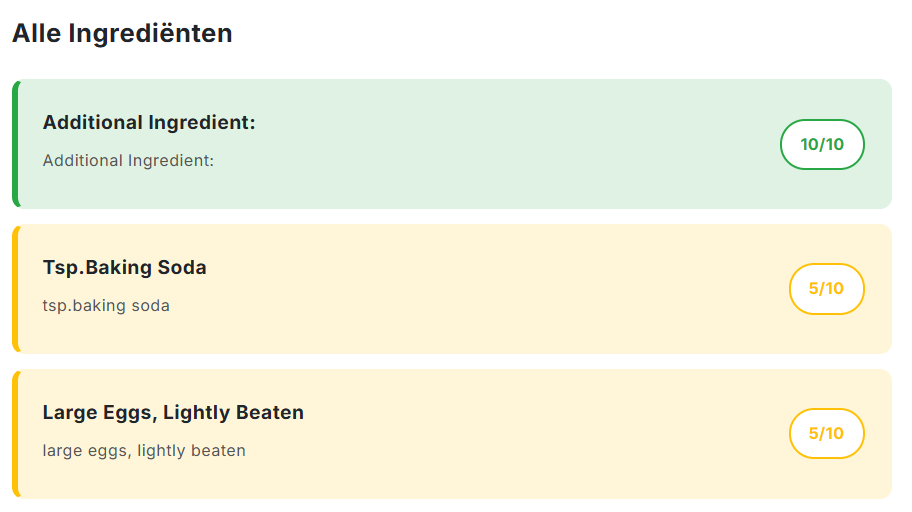 Alle Ingrediënten
Additional Ingredient:
Additional Ingredient:
10/10
Tsp.Baking Soda
tsp.baking soda
5/10
Large Eggs, Lightly Beaten
large eggs, lightly beaten
5/10